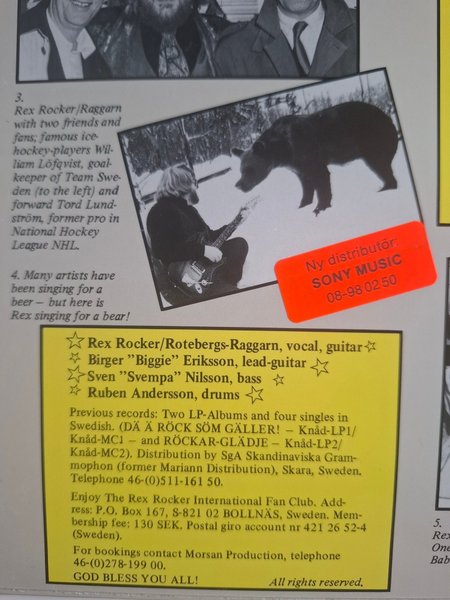 3.
Rex Rocker/Raggarn
with two friends and
fans; famous ice-
hockey-players Wil-
liam Löfqvist, goal-
keeper of Team Swe-
den (to the left) and
forward Tord Lund-
ström, former pro in
National Hockey
League NHL.
4. Many artists have
been singing for a
beer – but here is
Rex singing for a bear!
Ny distributör:
SONY MUSIC
08-98 02 50
Rex Rocker/Rotebergs-Raggarn, vocal, guitar
Birger ”Biggie” Eriksson, lead-guitar
Sven ”Svempa” Nilsson, bass
Ruben Andersson, drums
Previous records: Two LP-Albums and four singles in
Swedish. (DÄ Ä RÖCK SÖM GÄLLER! – Knåd-LP1/
Knåd-MC1 – and RÖCKAR-GLÄDJE – Knåd-LP2/
Knåd-MC2). Distribution by SgA Skandinaviska Gram-
mophon (former Mariann Distribution), Skara, Sweden.
Telephone 46-(0)511-161 50.
Enjoy The Rex Rocker International Fan Club. Add-
ress: P.O. Box 167, S-821 02 BOLLNÄS, Sweden. Mem-
bership fee: 130 SEK. Postal giro account nr 421 26 52-4
(Sweden).
For bookings contact Morsan Production, telephone
46-(0)278-199 00.
GOD BLESS YOU ALL! All rights reserved.
5.
Rex
One
Bab